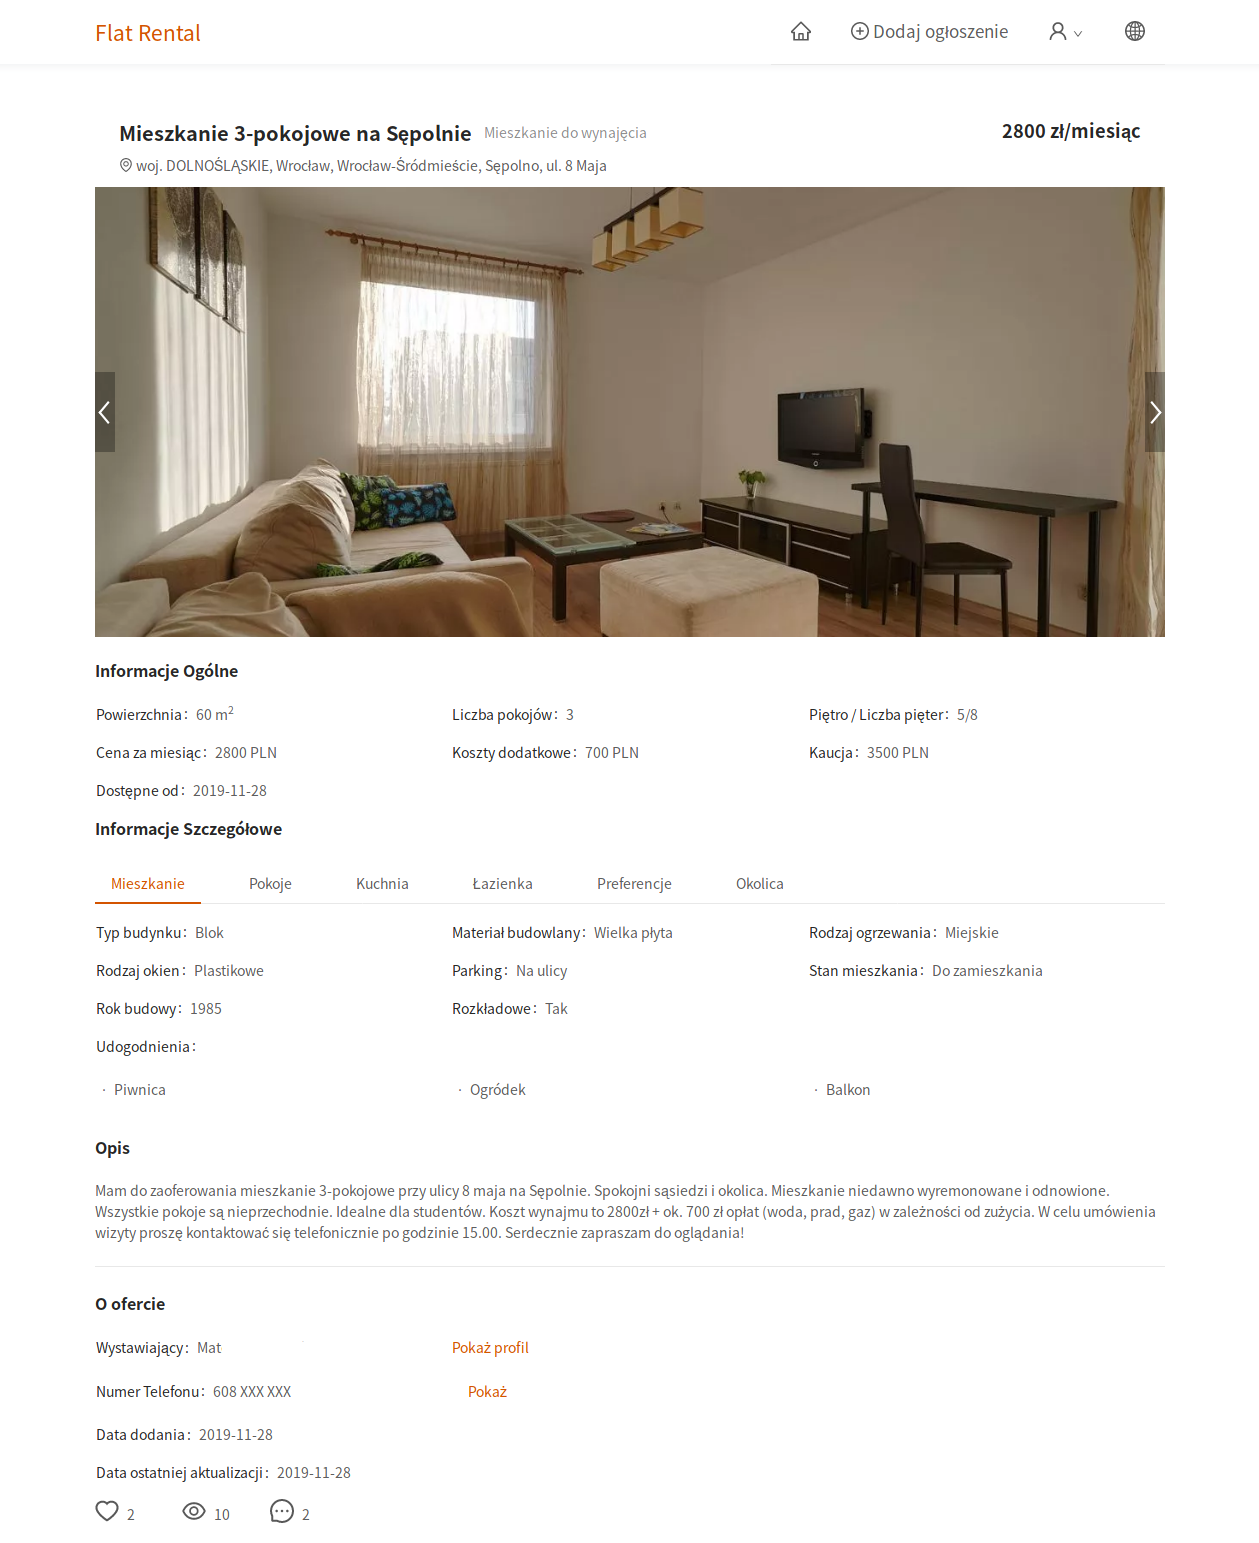 Flat Rental
Dodaj ogłoszenie
Mieszkanie 3-pokojowe na Sępolnie Mieszkanie do wynajęcia 2800 zł/miesiąc
woj. DOLNOŚLĄSKIE, Wrocław, Wrocław-Śródmieście, Sępolno, ul. 8 Maja
Informacje Ogólne
Powierzchnia: 60 m² Liczba pokojów: 3 Piętro / Liczba pięter: 5/8
Cena za miesiąc: 2800 PLN Koszty dodatkowe: 700 PLN Kaucja: 3500 PLN
Dostępne od: 2019-11-28
Informacje Szczegółowe
Mieszkanie Pokoje Kuchnia Łazienka Preferencje Okolica
Typ budynku: Blok Materiał budowlany: Wielka płyta Rodzaj ogrzewania: Miejskie
Rodzaj okien: Plastikowe Parking: Na ulicy Stan mieszkania: Do zamieszkania
Rok budowy: 1985 Rozkładowe: Tak
Udogodnienia:
· Piwnica · Ogródek · Balkon
Opis
Mam do zaoferowania mieszkanie 3-pokojowe przy ulicy 8 maja na Sępolnie. Spokojni sąsiedzi i okolica. Mieszkanie niedawno wyremonowane i odnowione.
Wszystkie pokoje są nieprzechodnie. Idealne dla studentów. Koszt wynajmu to 2800zł + ok. 700 zł opłat (woda, prad, gaz) w zależności od zużycia. W celu umówienia
wizyty proszę kontaktować się telefonicznie po godzinie 15.00. Serdecznie zapraszam do oglądania!
O ofercie
Wystawiający: Mat Pokaż profil
Numer Telefonu: 608 XXX XXX Pokaż
Data dodania: 2019-11-28
Data ostatniej aktualizacji: 2019-11-28
2 10 2